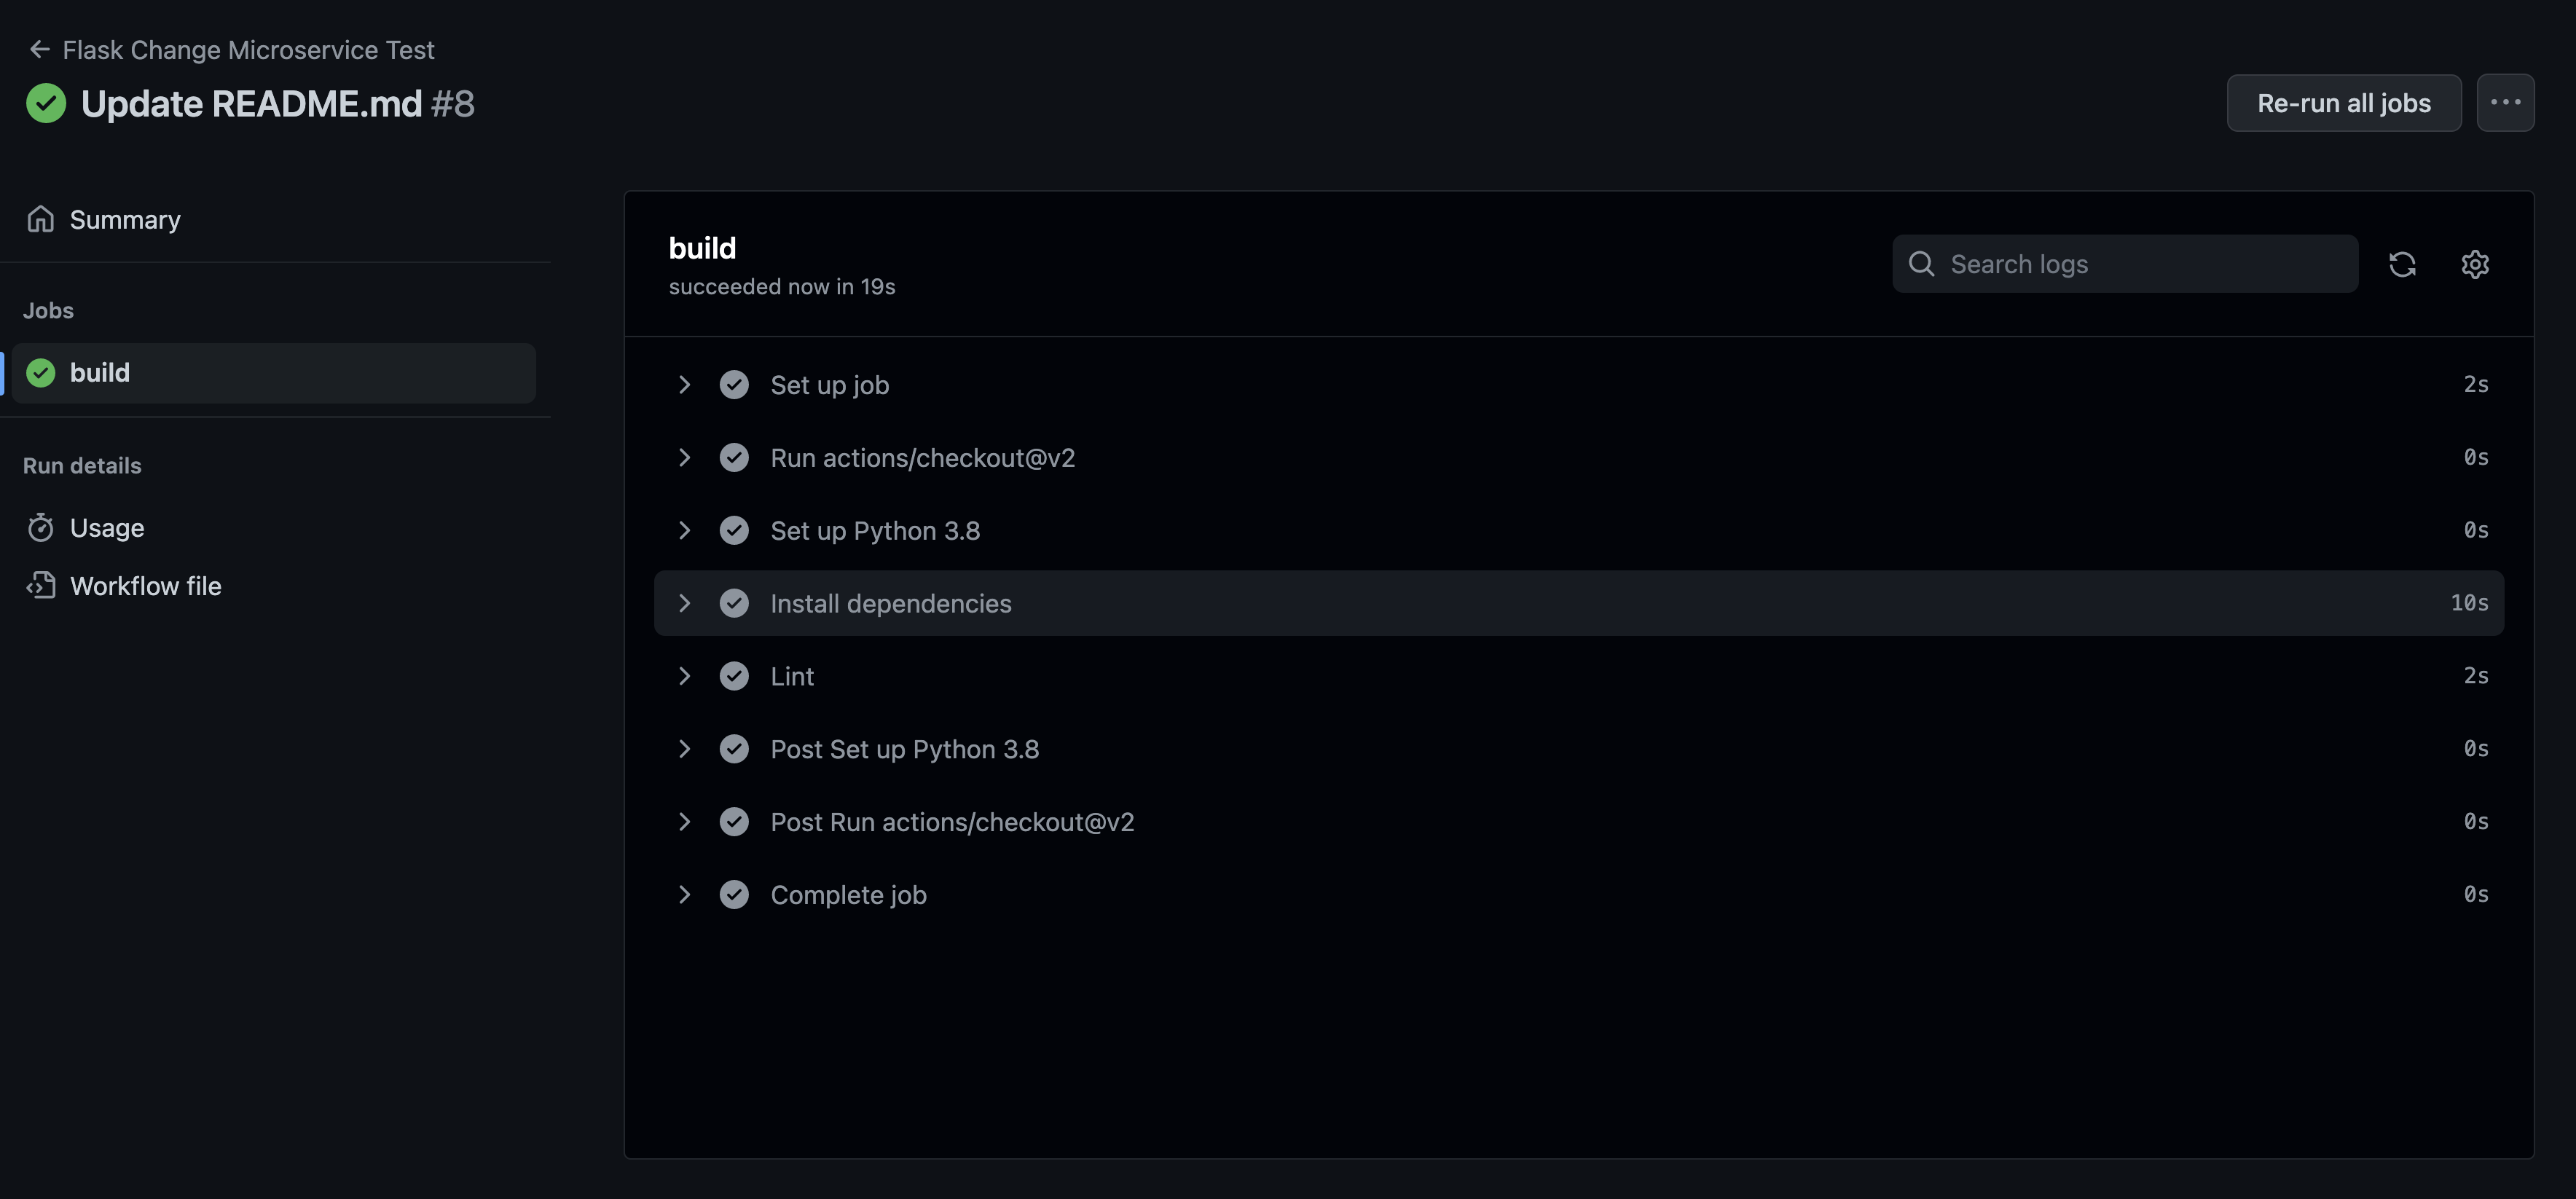 Flask Change Microservice Test
Update README.md #8
Re-run all jobs
Summary
Jobs
build
Run details
Usage
Workflow file
build
succeeded now in 19s
Search logs
Set up job 2s
Run actions/checkout@v2 0s
Set up Python 3.8 0s
Install dependencies 10s
Lint 2s
Post Set up Python 3.8 0s
Post Run actions/checkout@v2 0s
Complete job 0s